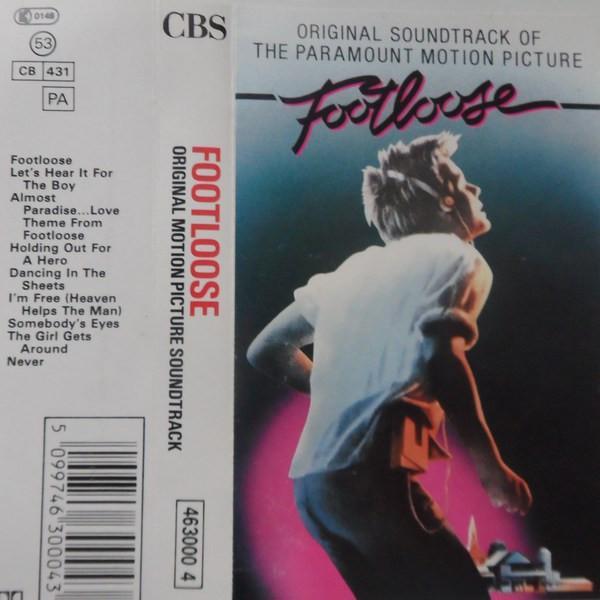 0148
53
CB 431
PA
Footloose
Let's Hear It For
The Boy
Almost
Paradise...Love
Theme From
Footloose
Holding Out For
A Hero
Dancing In The
Sheets
I'm Free (Heaven
Helps The Man)
Somebody's Eyes
The Girl Gets
Around
Never
5 099746 300043
CBS
FOOTLOOSE
ORIGINAL MOTION PICTURE SOUNDTRACK
463000 4
ORIGINAL SOUNDTRACK OF
THE PARAMOUNT MOTION PICTURE
Footloose